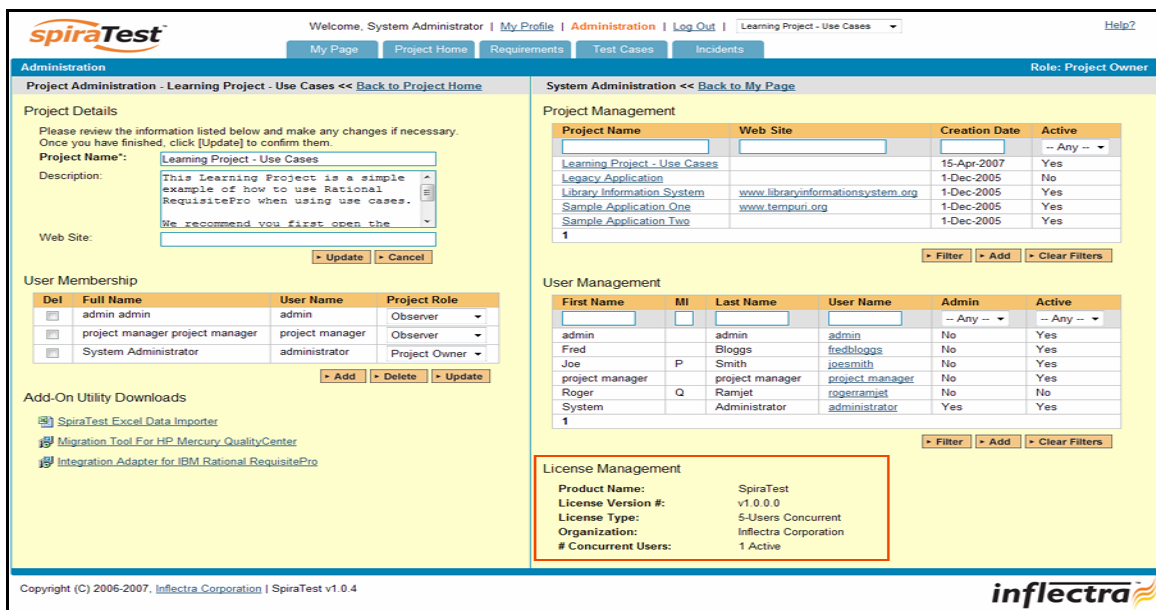 spiraTest
Welcome, System Administrator | My Profile | Administration | Log Out | Learning Project - Use Cases
Help?
My Page Project Home Requirements Test Cases Incidents
Administration
Role: Project Owner
Project Administration - Learning Project - Use Cases << Back to Project Home
Project Details
Please review the information listed below and make any changes if necessary.
Once you have finished, click [Update] to confirm them.
Project Name*: Learning Project - Use Cases
Description: This Learning Project is a simple
example of how to use Rational
RequisitePro when using use cases.
We recommend you first open the
Web Site:
Update Cancel
User Membership
Del Full Name User Name Project Role
admin admin admin Observer
project manager project manager project manager Observer
System Administrator administrator Project Owner
Add Delete Update
Add-On Utility Downloads
SpiraTest Excel Data Importer
Migration Tool For HP Mercury QualityCenter
Integration Adapter for IBM Rational RequisitePro
System Administration << Back to My Page
Project Management
Project Name Web Site Creation Date Active
-- Any --
Learning Project - Use Cases 15-Apr-2007 Yes
Legacy Application 1-Dec-2005 No
Library Information System www.libraryinformationsystem.org 1-Dec-2005 Yes
Sample Application One www.tempuri.org 1-Dec-2005 Yes
Sample Application Two 1-Dec-2005 Yes
1
Filter Add Clear Filters
User Management
First Name MI Last Name User Name Admin Active
-- Any -- -- Any --
admin admin admin No Yes
Fred Bloggs fredbloggs No Yes
Joe P Smith joesmith No Yes
project manager project manager project manager No Yes
Roger Q Ramjet rogerramjet No No
System Administrator administrator Yes Yes
1
Filter Add Clear Filters
License Management
Product Name: SpiraTest
License Version #: v1.0.0.0
License Type: 5-Users Concurrent
Organization: Inflectra Corporation
# Concurrent Users: 1 Active
Copyright (C) 2006-2007, Inflectra Corporation | SpiraTest v1.0.4
inflectra